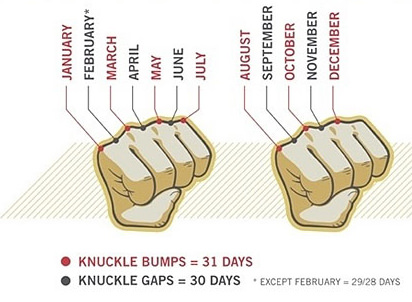 JANUARY
FEBRUARY*
MARCH
APRIL
MAY
JUNE
JULY
AUGUST
SEPTEMBER
OCTOBER
NOVEMBER
DECEMBER
KNUCKLE BUMPS = 31 DAYS
KNUCKLE GAPS = 30 DAYS * EXCEPT FEBRUARY = 29/28 DAYS